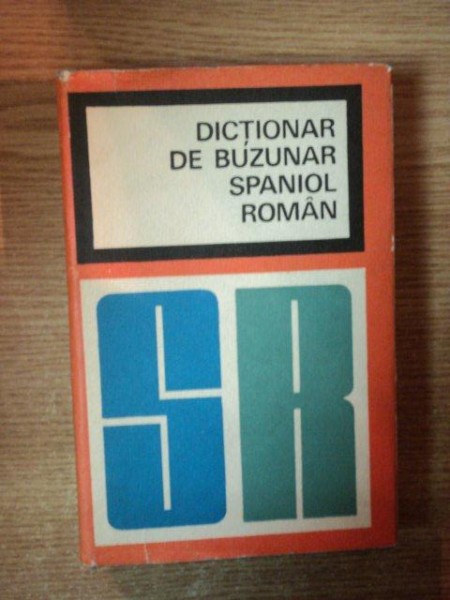 DICȚIONAR
DE BUZUNAR
SPANIOL
ROMÂN
SR